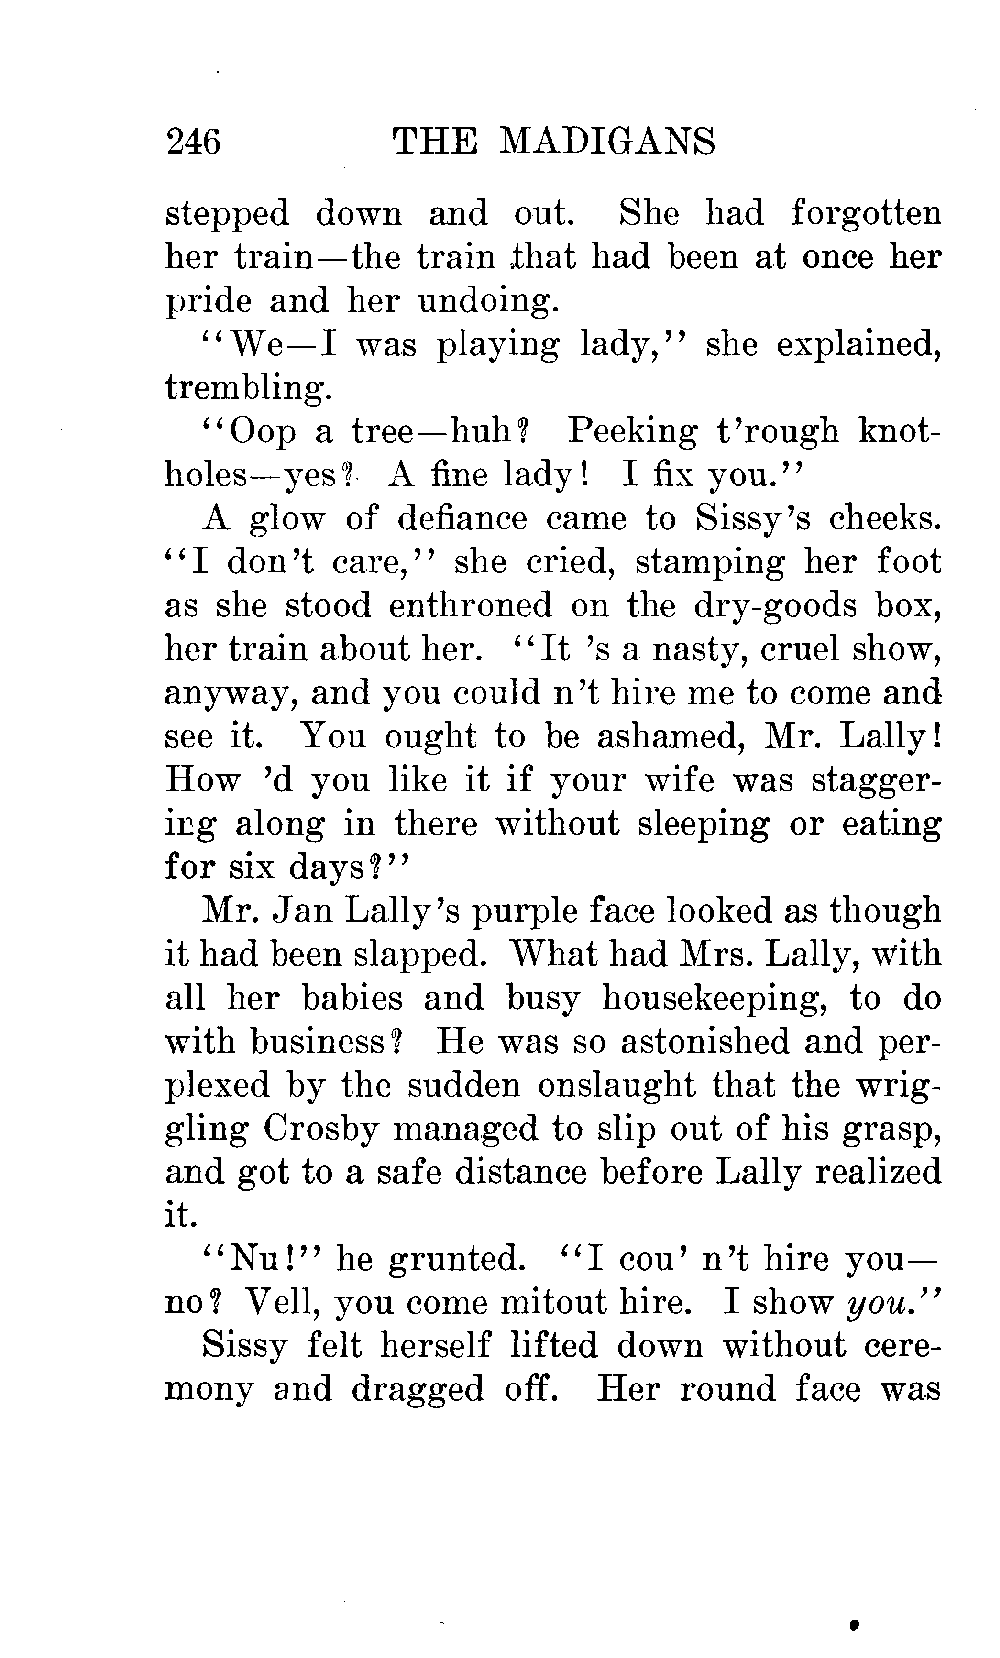 246 THE MADIGANS
stepped down and out. She had forgotten
her train—the train that had been at once her
pride and her undoing.
"We—I was playing lady," she explained,
trembling.
"Oop a tree—huh? Peeking t'rough knot-
holes—yes? A fine lady! I fix you."
A glow of defiance came to Sissy's cheeks.
"I don't care," she cried, stamping her foot
as she stood enthroned on the dry-goods box,
her train about her. "It 's a nasty, cruel show,
anyway, and you could n't hire me to come and
see it. You ought to be ashamed, Mr. Lally!
How 'd you like it if your wife was stagger-
ing along in there without sleeping or eating
for six days?"
Mr. Jan Lally's purple face looked as though
it had been slapped. What had Mrs. Lally, with
all her babies and busy housekeeping, to do
with business? He was so astonished and per-
plexed by the sudden onslaught that the wrig-
gling Crosby managed to slip out of his grasp,
and got to a safe distance before Lally realized
it.
"Nu!" he grunted. "I cou' n't hire you—
no? Vell, you come mitout hire. I show you."
Sissy felt herself lifted down without cere-
mony and dragged off. Her round face was